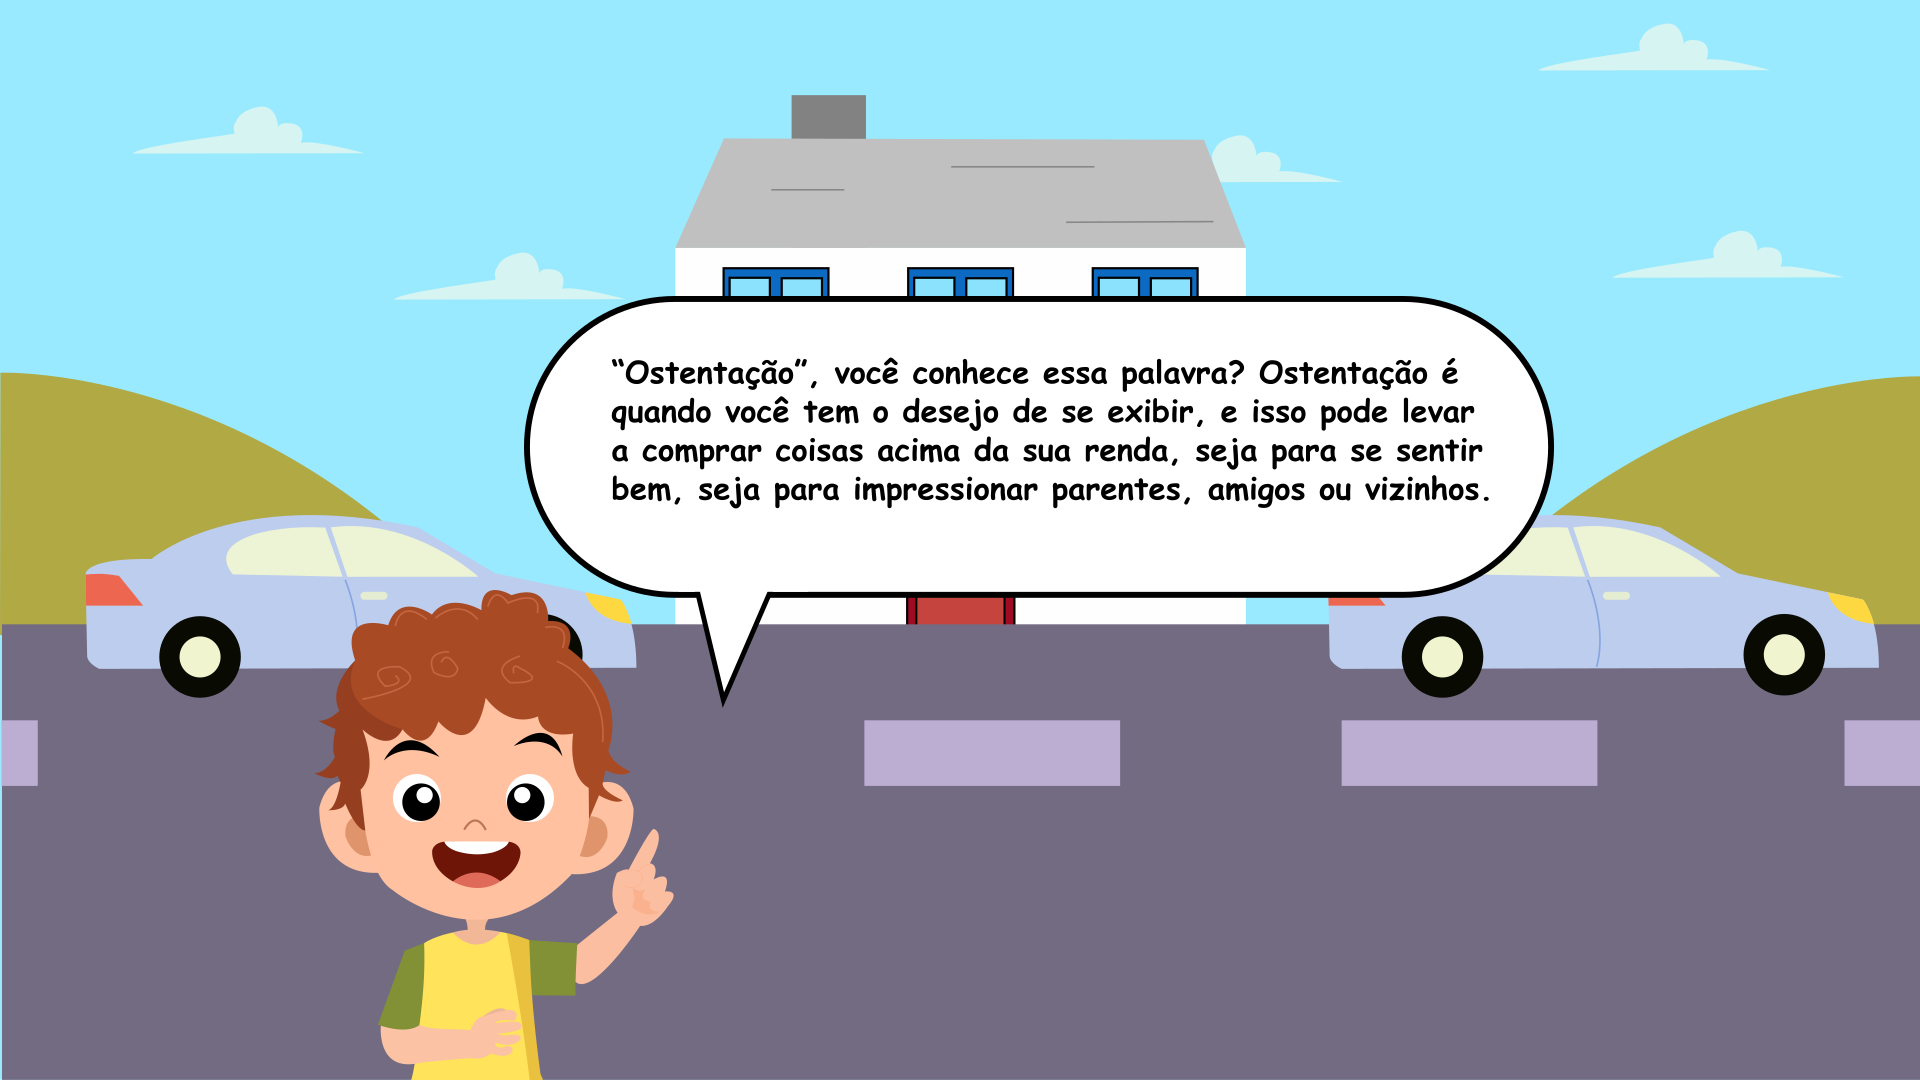 “Ostentação”, você conhece essa palavra? Ostentação é
quando você tem o desejo de se exibir, e isso pode levar
a comprar coisas acima da sua renda, seja para se sentir
bem, seja para impressionar parentes, amigos ou vizinhos.